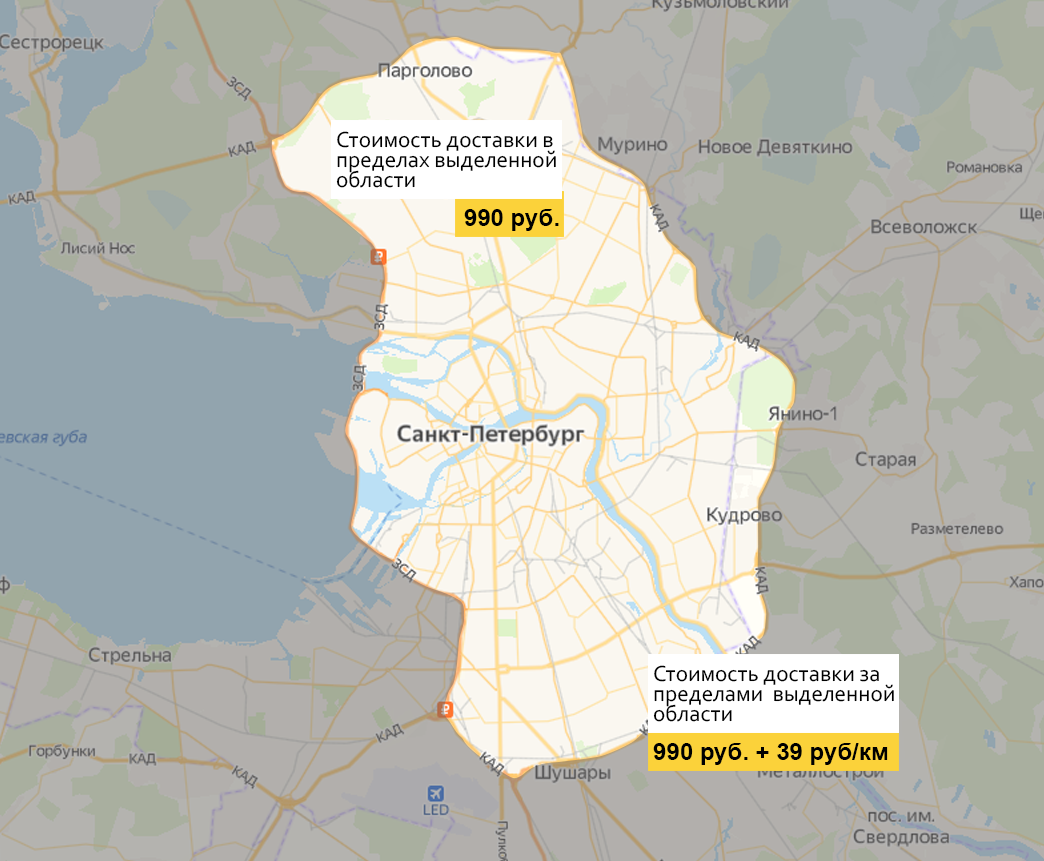 Кузьмоловский
Сестрорецк
Парголово
ЗСД
КАД
Мурино
Новое Девяткино
Стоимость доставки в
пределах выделенной
области
990 руб.
Романовка
КАД
КАД
Всеволожск
Лисий Нос
ЗСД
КАД
ЗСД
Янино-1
Санкт-Петербург
евская губа
Старая
Кудрово
Разметелево
ЗСД
КАД
Хапо
ф
Стрельна
КАД
Стоимость доставки за
пределами выделенной
области
990 руб. + 39 руб/км
КАД
Горбунки
КАД
КАД
КАД
Шушары
Металлострой
LED
Пулко
пос. им.
Свердлова